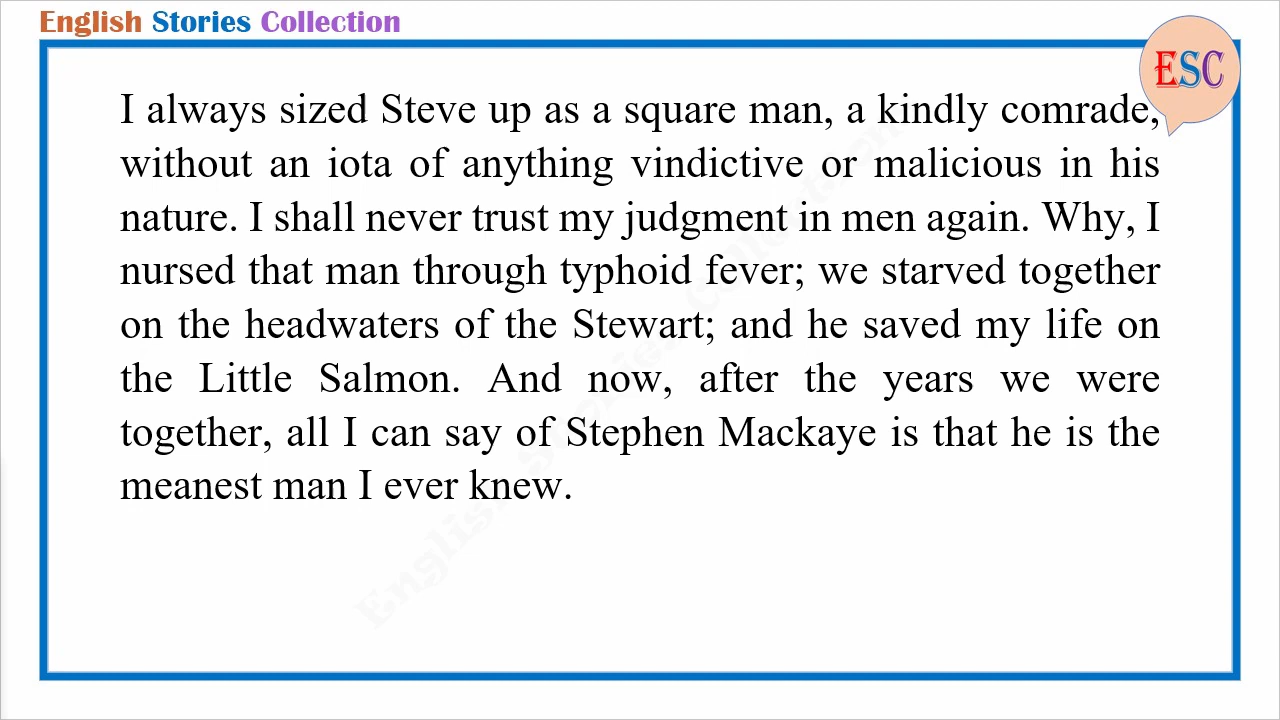 English Stories Collection
ESC
I always sized Steve up as a square man, a kindly comrade,
without an iota of anything vindictive or malicious in his
nature. I shall never trust my judgment in men again. Why, I
nursed that man through typhoid fever; we starved together
on the headwaters of the Stewart; and he saved my life on
the Little Salmon. And now, after the years we were
together, all I can say of Stephen Mackaye is that he is the
meanest man I ever knew.